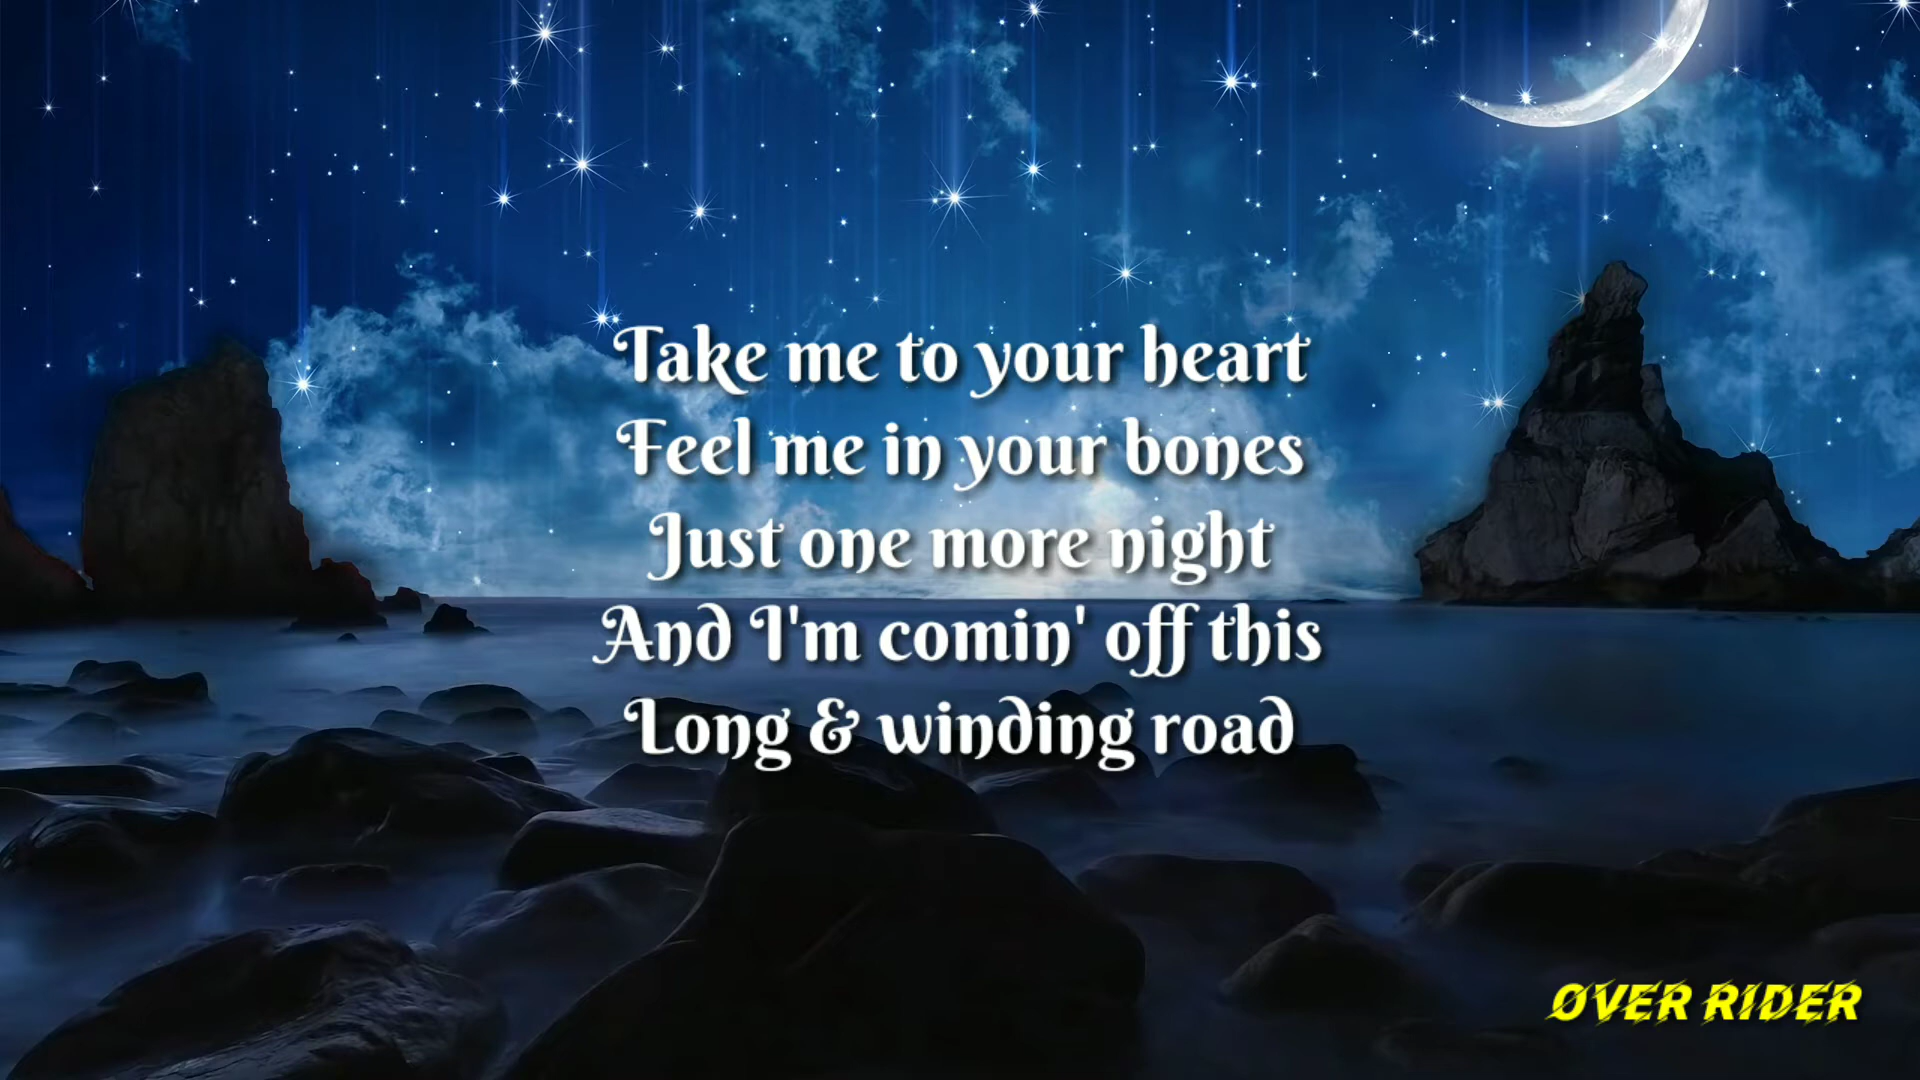 Take me to your heart
Feel me in your bones
Just one more night
And I'm comin' off this
Long & winding road
OVER RIDER